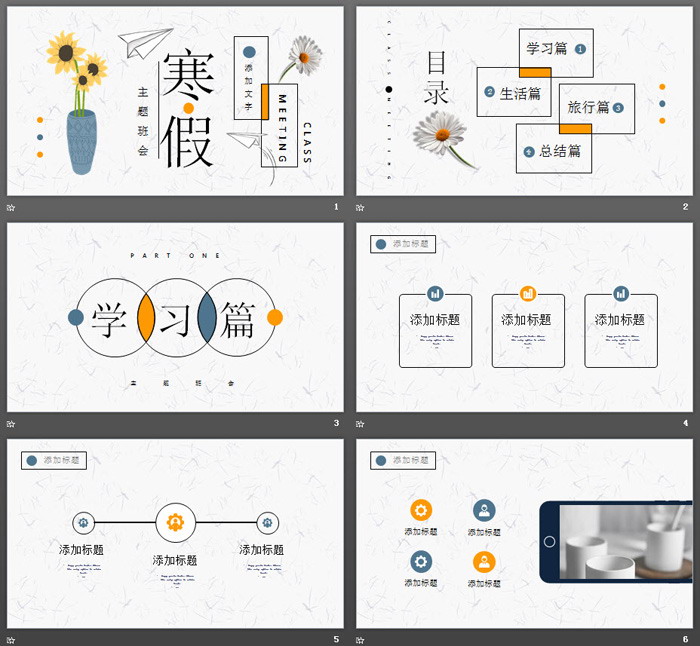 寒假
主题班会
添加文字
CLASS
MEETING
1
目录
CLASS MEETING
学习篇 1
2 生活篇
旅行篇 3
4 总结篇
2
PART ONE
学习篇
主题班会
3
添加标题
添加标题
添加标题
添加标题
4
添加标题
添加标题
添加标题
添加标题
5
添加标题
添加标题
添加标题
添加标题
添加标题
6